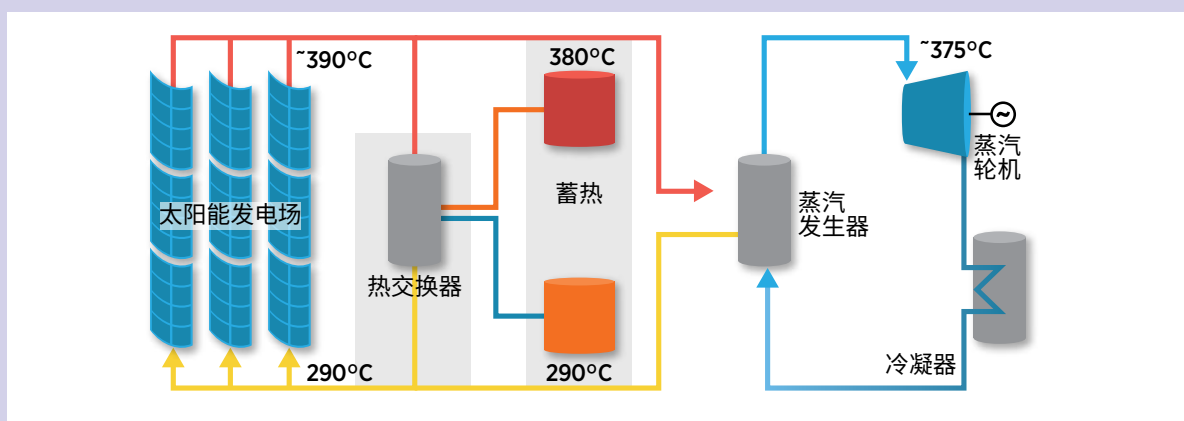 ~390°C
380°C
~375°C
蒸汽
轮机
蓄热
太阳能发电场
蒸汽
发生器
热交换器
290°C
290°C
冷凝器